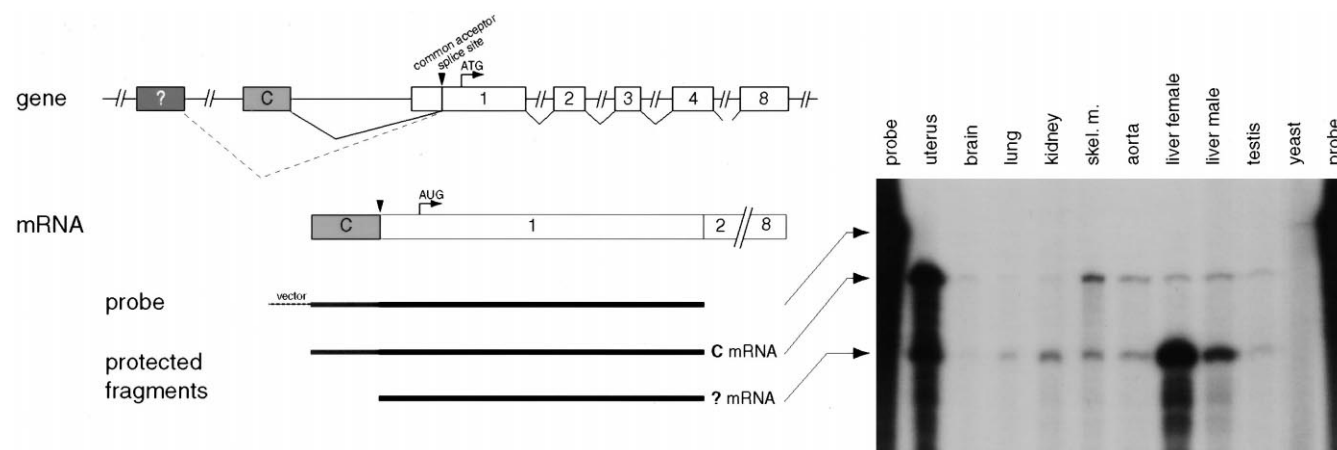 common acceptor
splice site
ATG
gene
?
C
1
2
3
4
8
mRNA
AUG
C
1
2
8
probe
vector
protected
fragments
C mRNA
? mRNA
probe
uterus
brain
lung
kidney
skel. m.
aorta
liver female
liver male
testis
yeast
probe